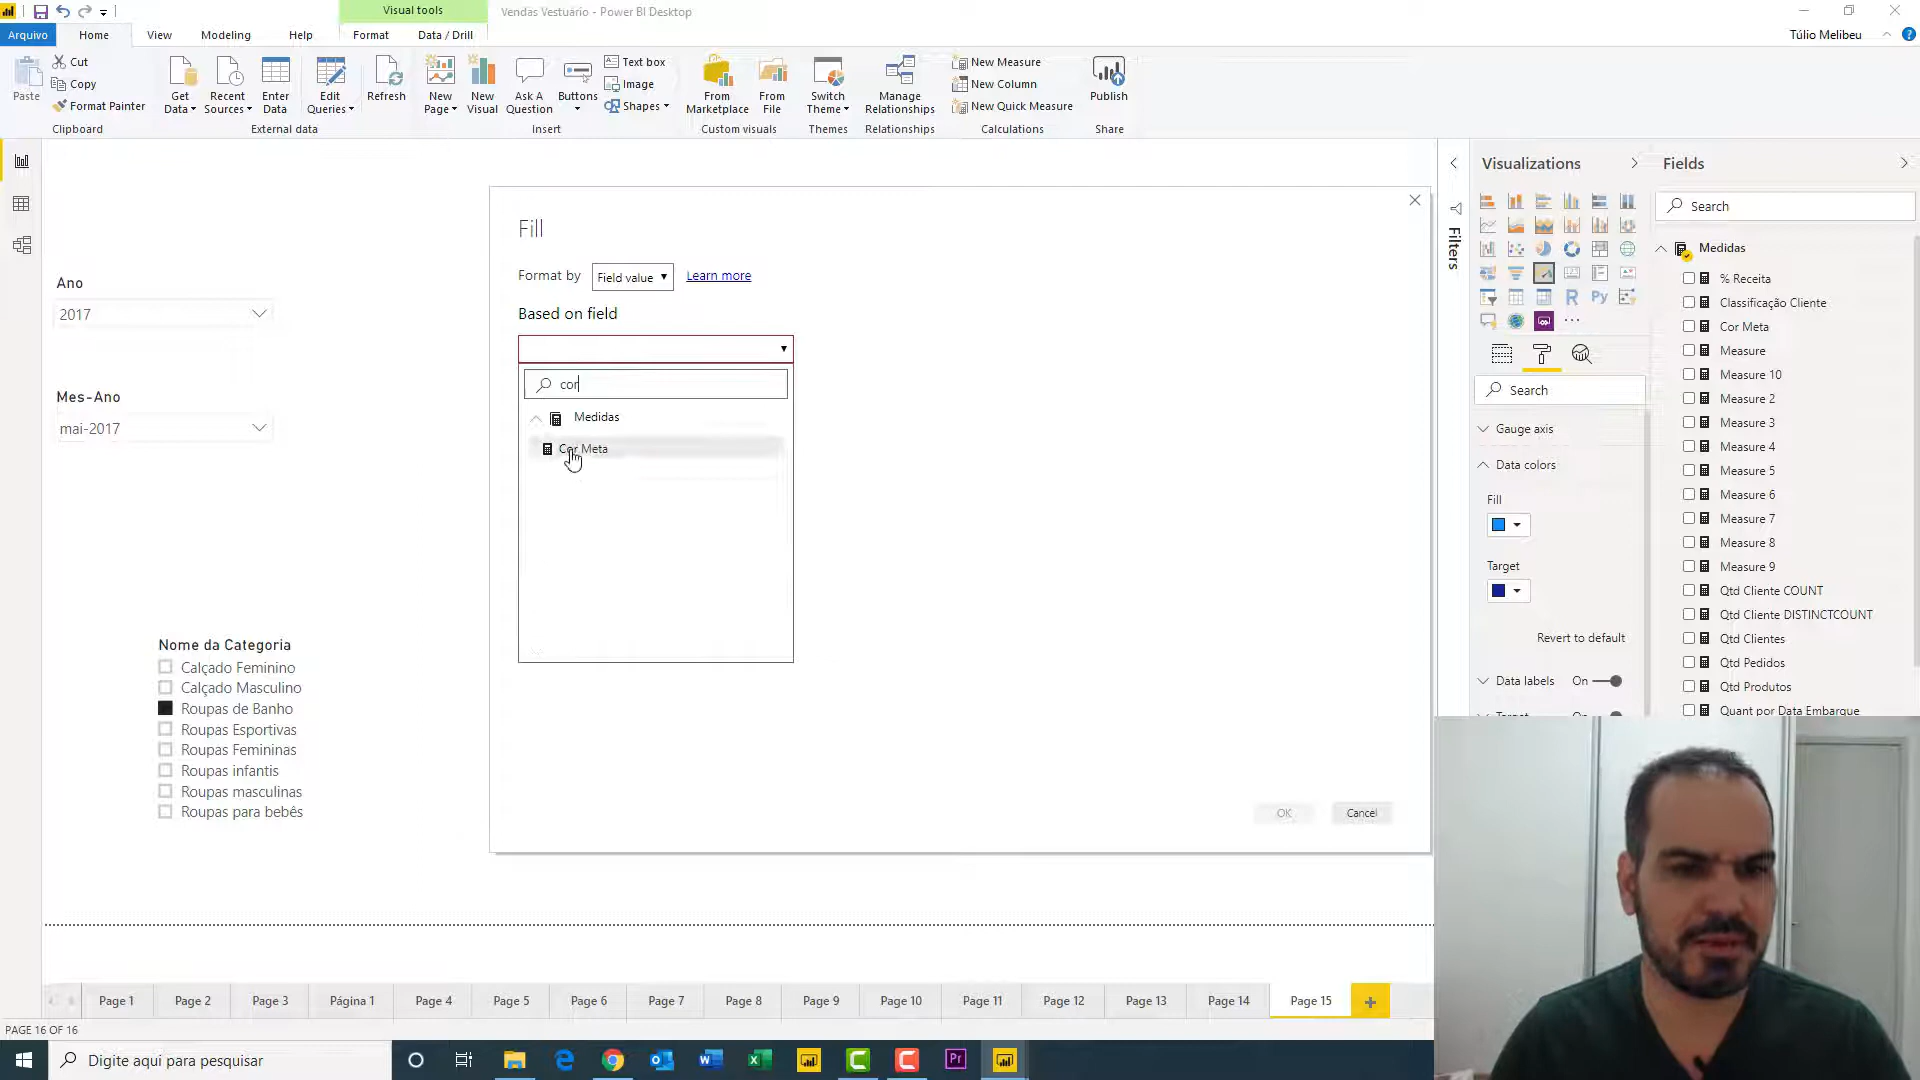 Visual tools
Vendas Vestuário - Power BI Desktop
Arquivo
Home
View
Modeling
Help
Format
Data / Drill
Túlio Melibeu
Paste
Cut
Copy
Format Painter
Clipboard
Get Data
Recent Sources
Enter Data
Edit Queries
Refresh
External data
New Page
New Visual
Ask A Question
Buttons
Text box
Image
Shapes
Insert
From Marketplace
From File
Custom visuals
Switch Theme
Themes
Manage Relationships
Relationships
New Measure
New Column
New Quick Measure
Calculations
Publish
Share
Ano
2017
Mes-Ano
mai-2017
Nome da Categoria
Calçado Feminino
Calçado Masculino
Roupas de Banho
Roupas Esportivas
Roupas Femininas
Roupas infantis
Roupas masculinas
Roupas para bebês
Fill
Format by
Field value
Learn more
Based on field
cor
Medidas
Cor Meta
OK
Cancel
Filters
Visualizations
R
Py
Search
Gauge axis
Data colors
Fill
Target
Revert to default
Data labels
On
Fields
Search
Medidas
% Receita
Classificação Cliente
Cor Meta
Measure
Measure 10
Measure 2
Measure 3
Measure 4
Measure 5
Measure 6
Measure 7
Measure 8
Measure 9
Qtd Cliente COUNT
Qtd Cliente DISTINCTCOUNT
Qtd Clientes
Qtd Pedidos
Qtd Produtos
Quant por Data Embarque
Page 1
Page 2
Page 3
Página 1
Page 4
Page 5
Page 6
Page 7
Page 8
Page 9
Page 10
Page 11
Page 12
Page 13
Page 14
Page 15
PAGE 16 OF 16
Digite aqui para pesquisar
Pr